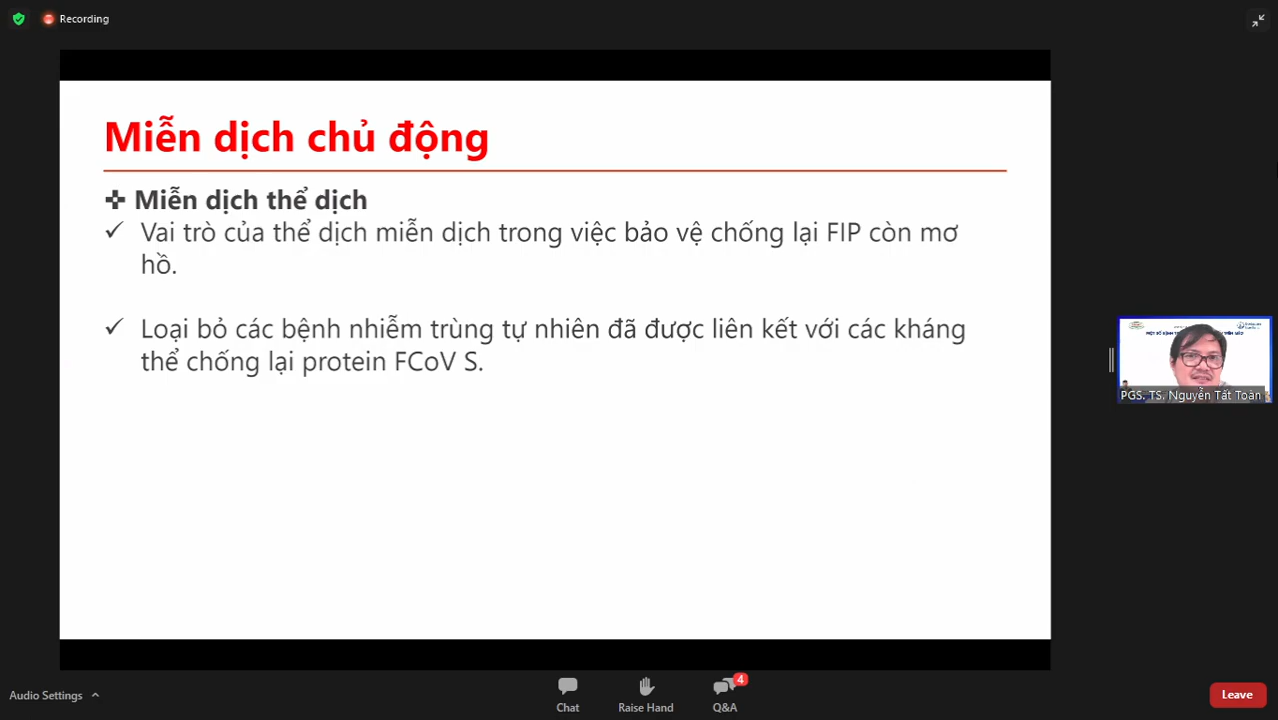 Recording
Miễn dịch chủ động
Miễn dịch thể dịch
✓ Vai trò của thể dịch miễn dịch trong việc bảo vệ chống lại FIP còn mơ
hồ.
✓ Loại bỏ các bệnh nhiễm trùng tự nhiên đã được liên kết với các kháng
thể chống lại protein FCoV S.
PGS. TS. Nguyễn Tất Toàn
Audio Settings
Chat
Raise Hand
4
Q&A
Leave